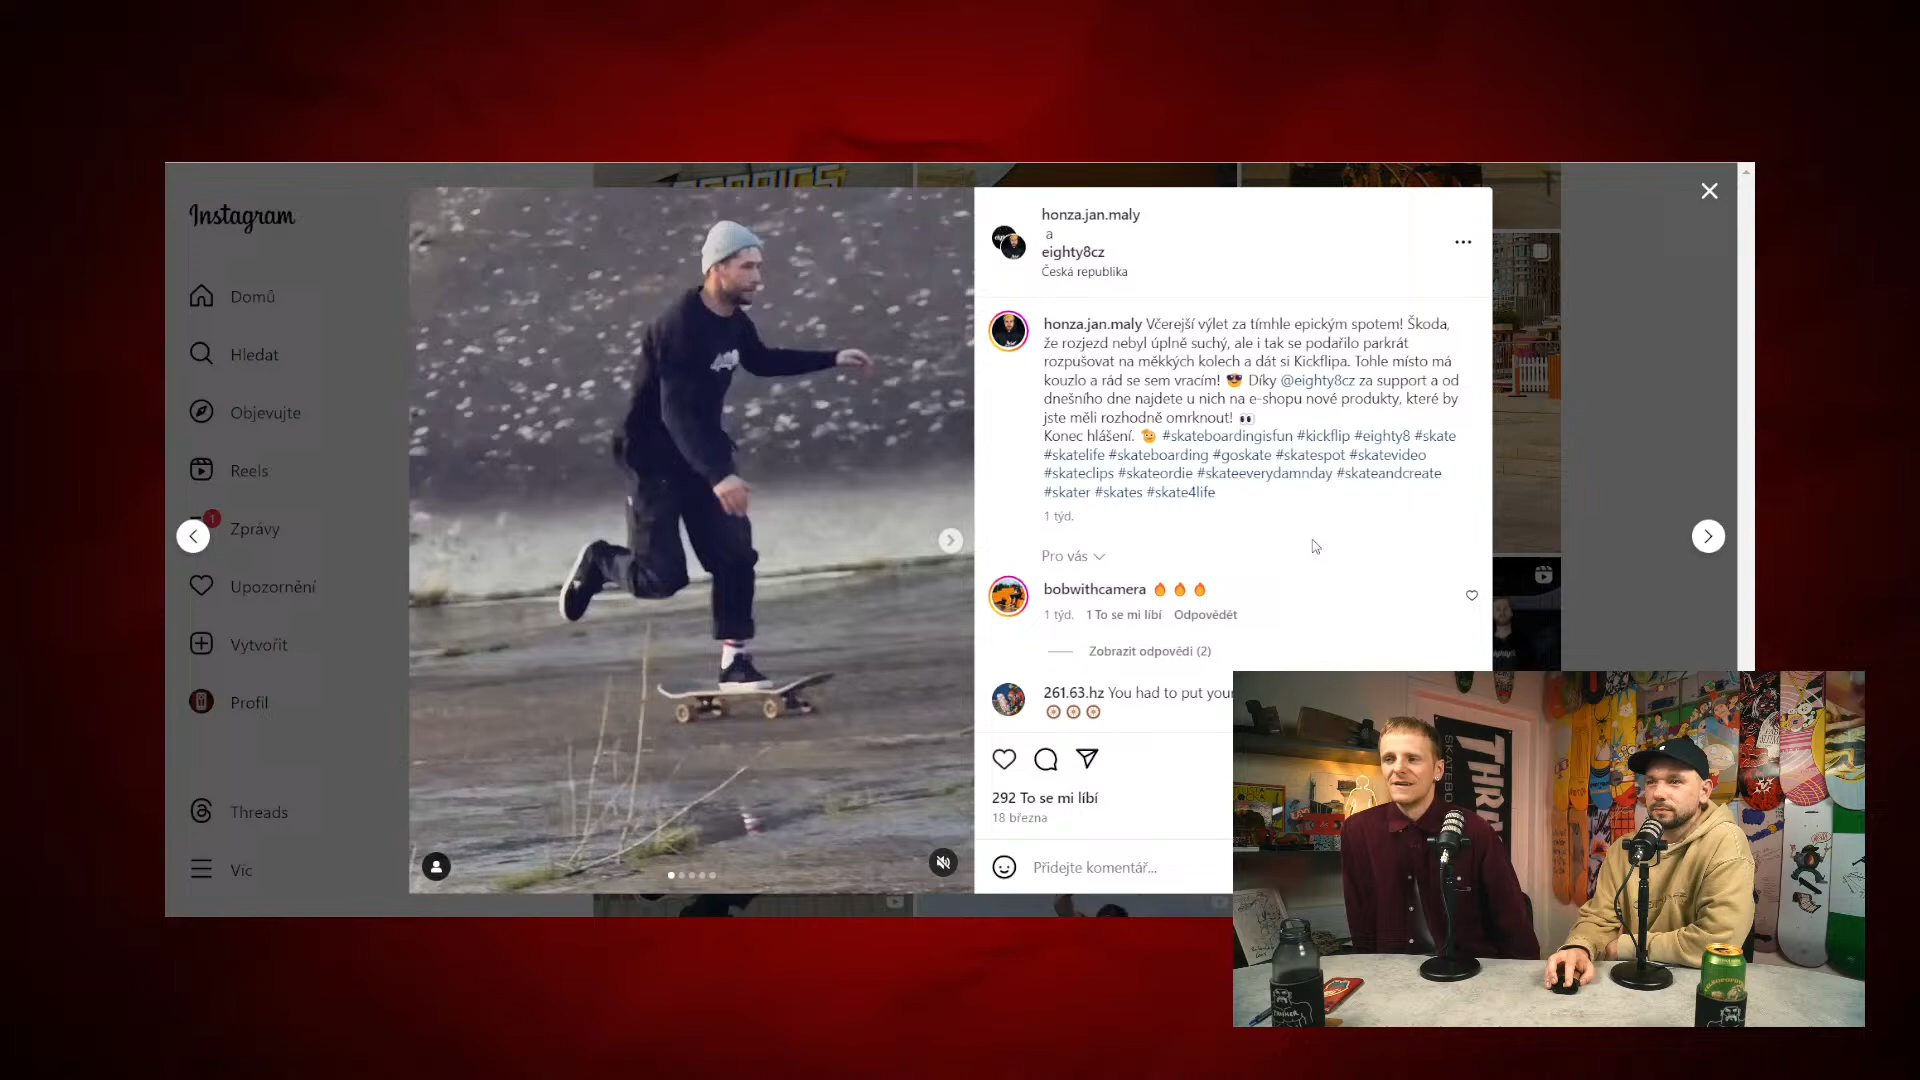 Instagram
Domů
Hledat
Objevujte
Reels
1
Zprávy
Upozornění
Vytvořit
Profil
Threads
Víc
honza.jan.maly
a
eighty8cz
Česká republika
honza.jan.maly Včerejší výlet za tímhle epickým spotem! Škoda,
že rozjezd nebyl úplně suchý, ale i tak se podařilo parkrát
rozpušovat na měkkých kolech a dát si Kickflipa. Tohle místo má
kouzlo a rád se sem vracím! 😎 Díky @eighty8cz za support a od
dnešního dne najdete u nich na e-shopu nové produkty, které by
jste měli rozhodně omrknout! 👀
Konec hlášení. 🫡 #skateboardingisfun #kickflip #eighty8 #skate
#skatelife #skateboarding #goskate #skatespot #skatevideo
#skateclips #skateordie #skateeverydamnday #skateandcreate
#skater #skates #skate4life
1 týd.
Pro vás
bobwithcamera 🔥 🔥 🔥
1 týd. 1 To se mi líbí Odpovědět
Zobrazit odpovědi (2)
261.63.hz You had to put your
🛞 🛞 🛞
292 To se mi líbí
18 března
Přidejte komentář...
SKATEBO